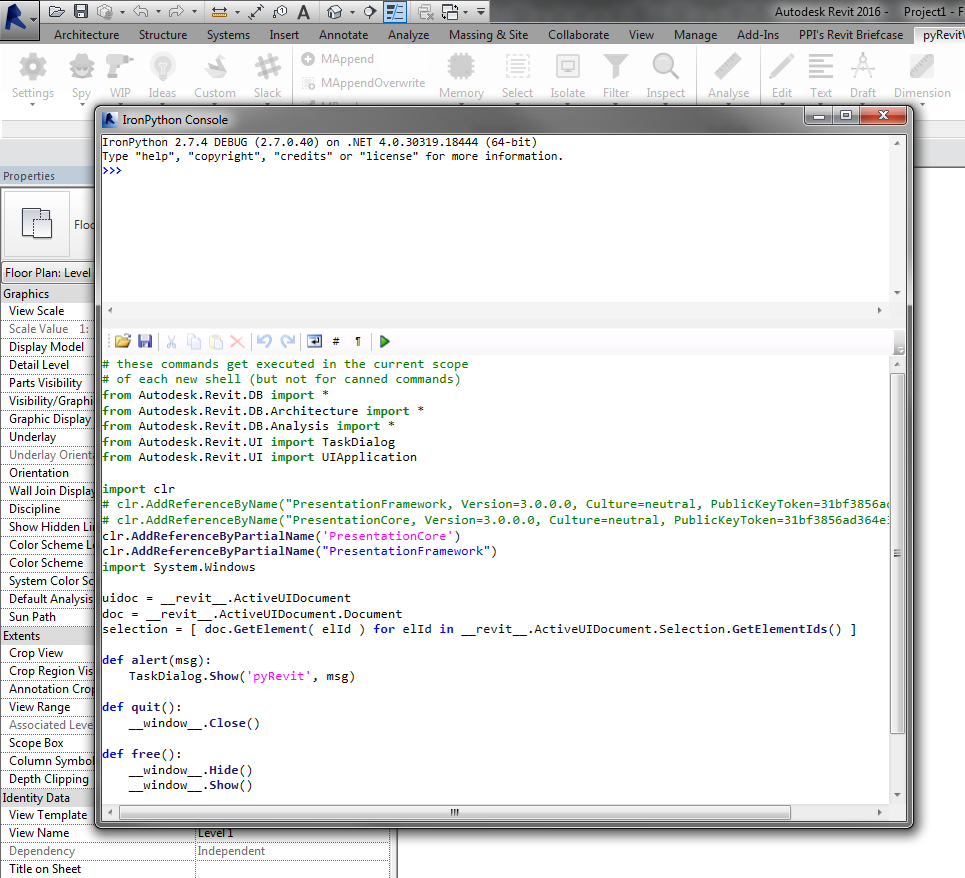 Autodesk Revit 2016 - Project1 - F
Architecture Structure Systems Insert Annotate Analyze Massing & Site Collaborate View Manage Add-Ins PPI's Revit Briefcase pyRevitV
MAppend
MAppendOverwrite
Settings Spy WIP Ideas Custom Slack Memory Select Isolate Filter Inspect Analyse Edit Text Draft Dimension
IronPython Console
IronPython 2.7.4 DEBUG (2.7.0.40) on .NET 4.0.30319.18444 (64-bit)
Type "help", "copyright", "credits" or "license" for more information.
>>>
# ¶
# these commands get executed in the current scope
# of each new shell (but not for canned commands)
from Autodesk.Revit.DB import *
from Autodesk.Revit.DB.Architecture import *
from Autodesk.Revit.DB.Analysis import *
from Autodesk.Revit.UI import TaskDialog
from Autodesk.Revit.UI import UIApplication
import clr
# clr.AddReferenceByName("PresentationFramework, Version=3.0.0.0, Culture=neutral, PublicKeyToken=31bf3856ad
# clr.AddReferenceByName("PresentationCore, Version=3.0.0.0, Culture=neutral, PublicKeyToken=31bf3856ad364e3
clr.AddReferenceByPartialName('PresentationCore')
clr.AddReferenceByPartialName("PresentationFramework")
import System.Windows
uidoc = __revit__.ActiveUIDocument
doc = __revit__.ActiveUIDocument.Document
selection = [ doc.GetElement( elId ) for elId in __revit__.ActiveUIDocument.Selection.GetElementIds() ]
def alert(msg):
TaskDialog.Show('pyRevit', msg)
def quit():
__window__.Close()
def free():
__window__.Hide()
__window__.Show()
Properties
Floo
Floor Plan: Level
Graphics
View Scale
Scale Value 1:
Display Model
Detail Level
Parts Visibility
Visibility/Graphi
Graphic Display
Underlay
Underlay Orienta
Orientation
Wall Join Display
Discipline
Show Hidden Lin
Color Scheme Lo
Color Scheme
System Color Sc
Default Analysis
Sun Path
Extents
Crop View
Crop Region Vis
Annotation Crop
View Range
Associated Leve
Scope Box
Column Symbol
Depth Clipping
Identity Data
View Template
View Name Level 1
Dependency Independent
Title on Sheet